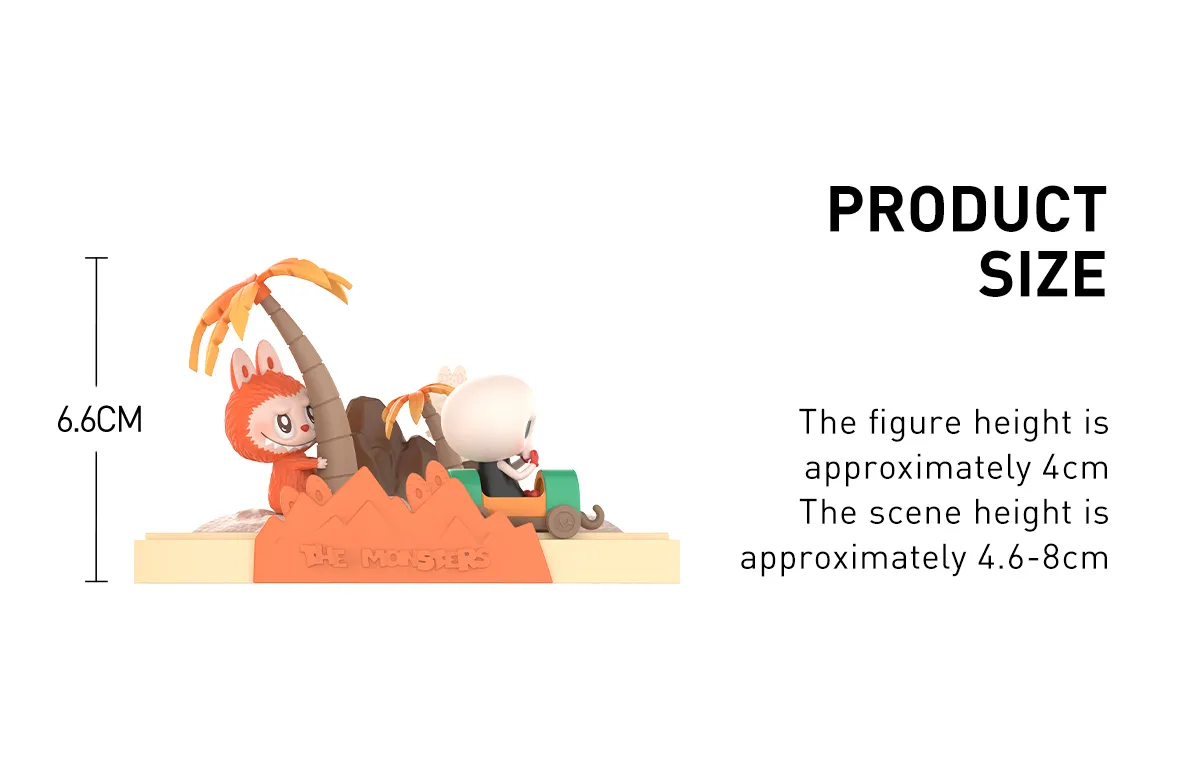 PRODUCT
SIZE
6.6CM
The figure height is
approximately 4cm
The scene height is
approximately 4.6-8cm
THE MONSTERS